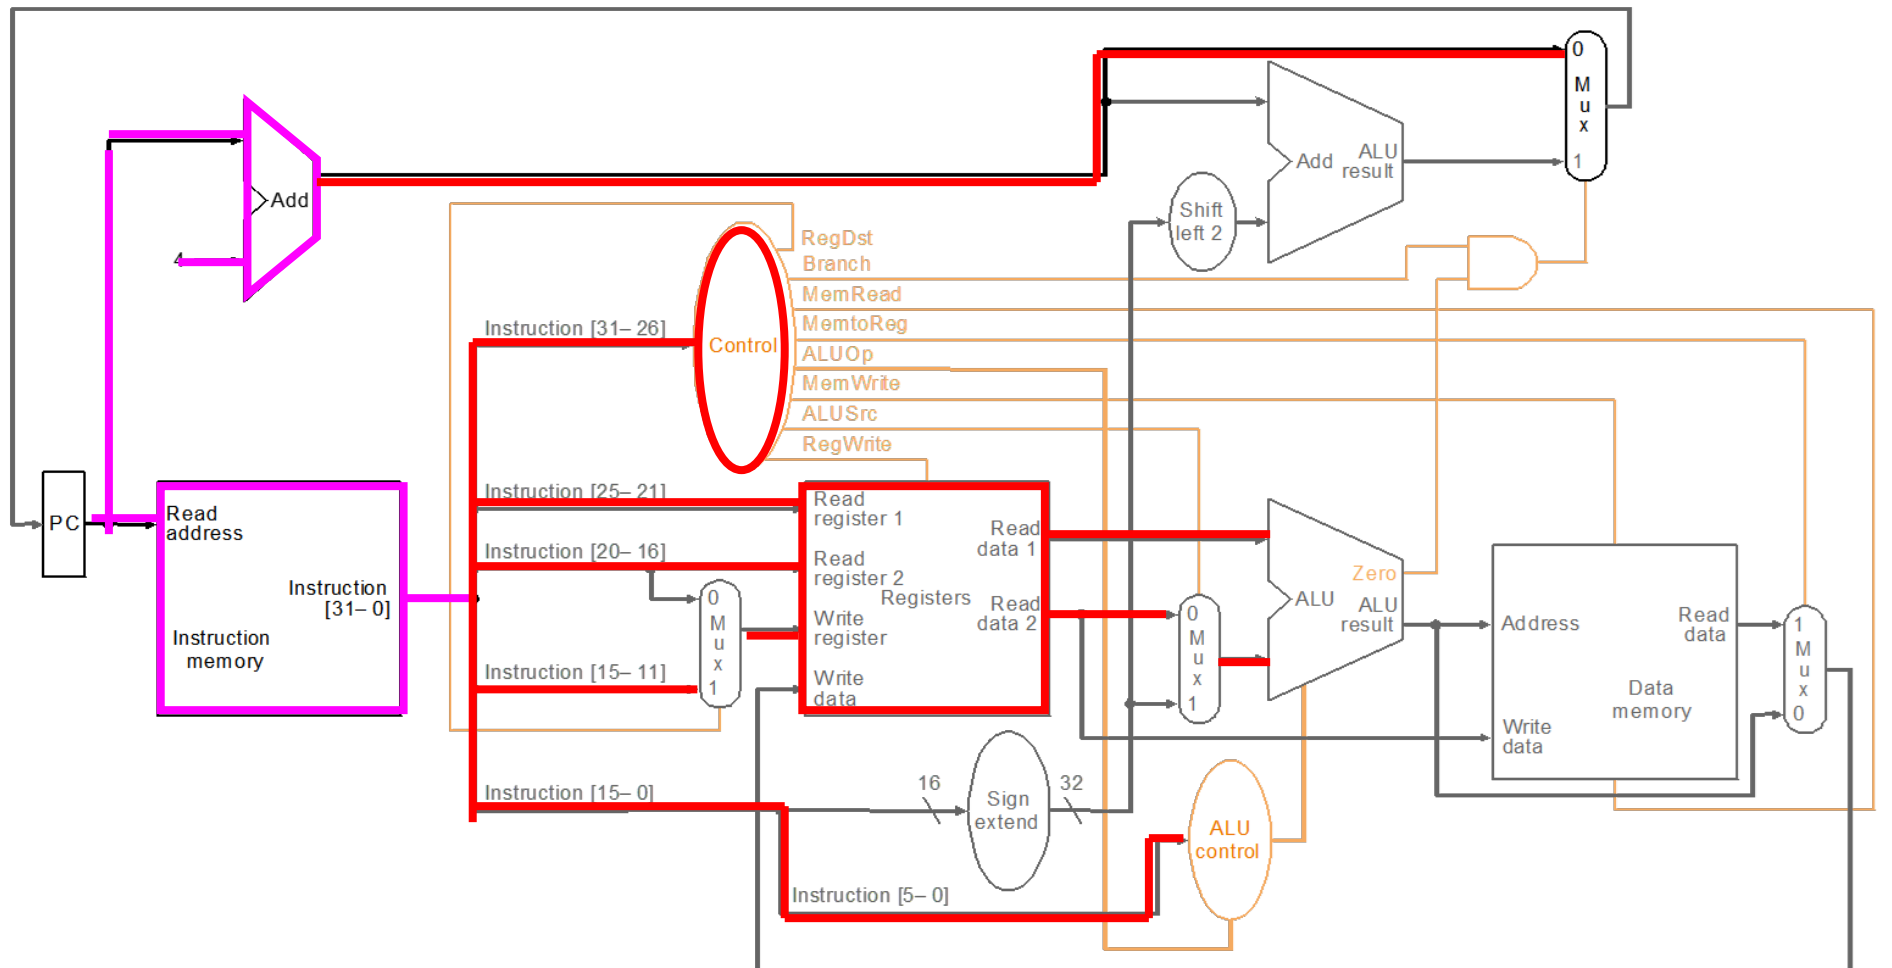 0
M
u
x
1
Add
ALU
result
Add
4
Shift
left 2
RegDst
Branch
MemRead
MemtoReg
ALUOp
MemWrite
ALUSrc
RegWrite
Instruction [31– 26]
Control
PC
Read
address
Instruction
[31– 0]
Instruction
memory
Instruction [25– 21]
Instruction [20– 16]
Instruction [15– 11]
0
M
u
x
1
Read
register 1
Read
register 2
Write
register
Write
data
Registers
Read
data 1
Read
data 2
0
M
u
x
1
Zero
ALU
ALU
result
Address
Write
data
Read
data
Data
memory
1
M
u
x
0
Instruction [15– 0]
16
Sign
extend
32
ALU
control
Instruction [5– 0]